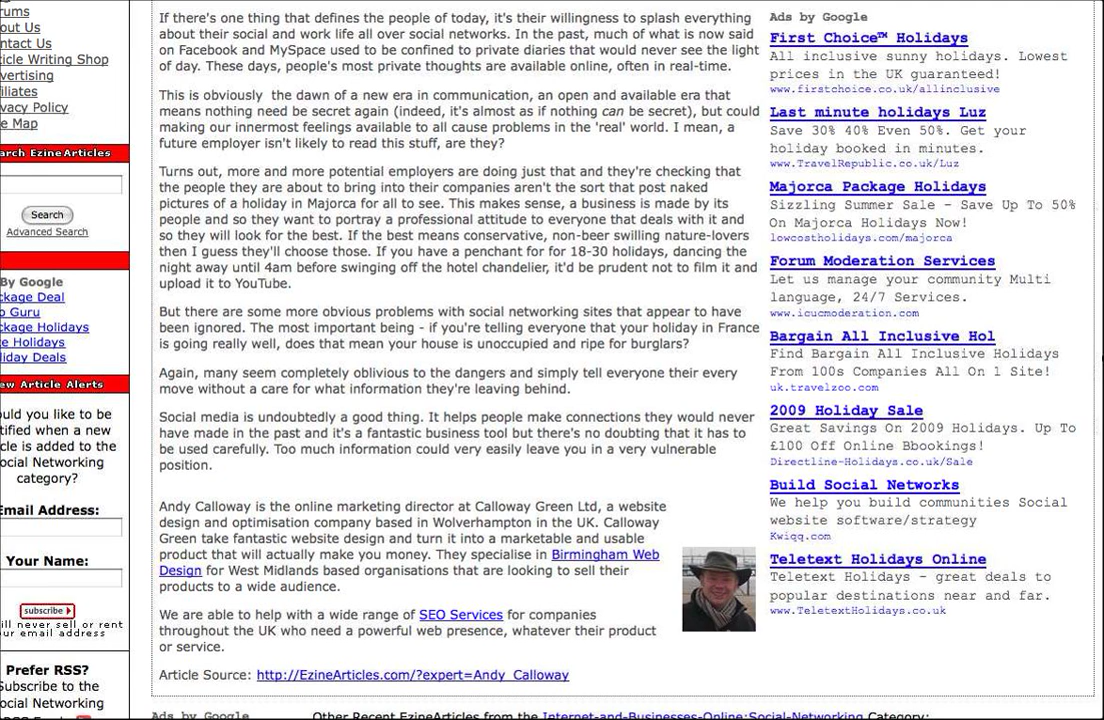 rums
out Us
ntact Us
icle Writing Shop
vertising
filiates
vacy Policy
e Map
arch EzineArticles
Search
Advanced Search
By Google
ckage Deal
o Guru
ckage Holidays
e Holidays
liday Deals
ew Article Alerts
ould you like to be
tified when a new
cle is added to the
ocial Networking
category?
Email Address:
Your Name:
subscribe
ill never sell or rent
our email address
Prefer RSS?
Subscribe to the
ocial Networking
If there's one thing that defines the people of today, it's their willingness to splash everything
about their social and work life all over social networks. In the past, much of what is now said
on Facebook and MySpace used to be confined to private diaries that would never see the light
of day. These days, people's most private thoughts are available online, often in real-time.
This is obviously the dawn of a new era in communication, an open and available era that
means nothing need be secret again (indeed, it's almost as if nothing can be secret), but could
making our innermost feelings available to all cause problems in the 'real' world. I mean, a
future employer isn't likely to read this stuff, are they?
Turns out, more and more potential employers are doing just that and they're checking that
the people they are about to bring into their companies aren't the sort that post naked
pictures of a holiday in Majorca for all to see. This makes sense, a business is made by its
people and so they want to portray a professional attitude to everyone that deals with it and
so they will look for the best. If the best means conservative, non-beer swilling nature-lovers
then I guess they'll choose those. If you have a penchant for for 18-30 holidays, dancing the
night away until 4am before swinging off the hotel chandelier, it'd be prudent not to film it and
upload it to YouTube.
But there are some more obvious problems with social networking sites that appear to have
been ignored. The most important being - if you're telling everyone that your holiday in France
is going really well, does that mean your house is unoccupied and ripe for burglars?
Again, many seem completely oblivious to the dangers and simply tell everyone their every
move without a care for what information they're leaving behind.
Social media is undoubtedly a good thing. It helps people make connections they would never
have made in the past and it's a fantastic business tool but there's no doubting that it has to
be used carefully. Too much information could very easily leave you in a very vulnerable
position.
Andy Calloway is the online marketing director at Calloway Green Ltd, a website
design and optimisation company based in Wolverhampton in the UK. Calloway
Green take fantastic website design and turn it into a marketable and usable
product that will actually make you money. They specialise in Birmingham Web
Design for West Midlands based organisations that are looking to sell their
products to a wide audience.
We are able to help with a wide range of SEO Services for companies
throughout the UK who need a powerful web presence, whatever their product
or service.
Article Source: http://EzineArticles.com/?expert=Andy_Calloway
Ads by Google
First Choice™ Holidays
All inclusive sunny holidays. Lowest
prices in the UK guaranteed!
www.firstchoice.co.uk/allinclusive
Last minute holidays Luz
Save 30% 40% Even 50%. Get your
holiday booked in minutes.
www.TravelRepublic.co.uk/Luz
Majorca Package Holidays
Sizzling Summer Sale - Save Up To 50%
On Majorca Holidays Now!
lowcostholidays.com/majorca
Forum Moderation Services
Let us manage your community Multi
language, 24/7 Services.
www.icucmoderation.com
Bargain All Inclusive Hol
Find Bargain All Inclusive Holidays
From 100s Companies All On 1 Site!
uk.travelzoo.com
2009 Holiday Sale
Great Savings On 2009 Holidays. Up To
£100 Off Online Bbookings!
Directline-Holidays.co.uk/Sale
Build Social Networks
We help you build communities Social
website software/strategy
Kwiqq.com
Teletext Holidays Online
Teletext Holidays - great deals to
popular destinations near and far.
www.TeletextHolidays.co.uk
Ads by Google
Other Recent EzineArticles from the Internet-and-Businesses-Online:Social-Networking Category: